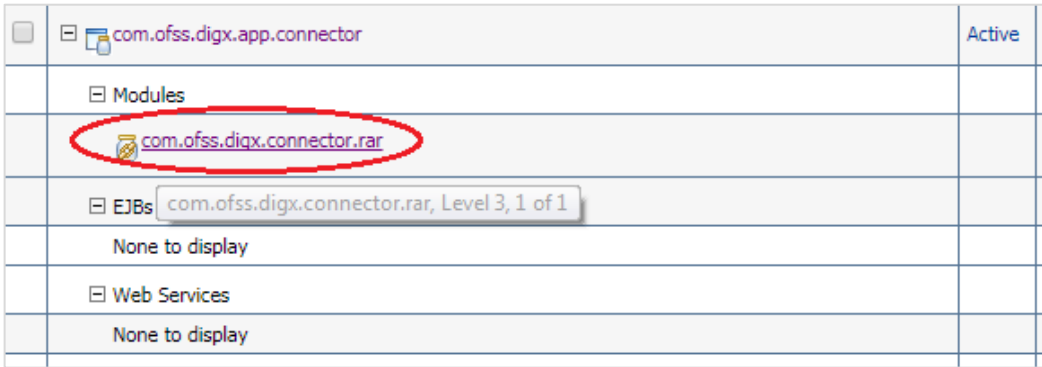 com.ofss.digx.app.connector Active
Modules
com.ofss.digx.connector.rar
EJBs com.ofss.digx.connector.rar, Level 3, 1 of 1
None to display
Web Services
None to display